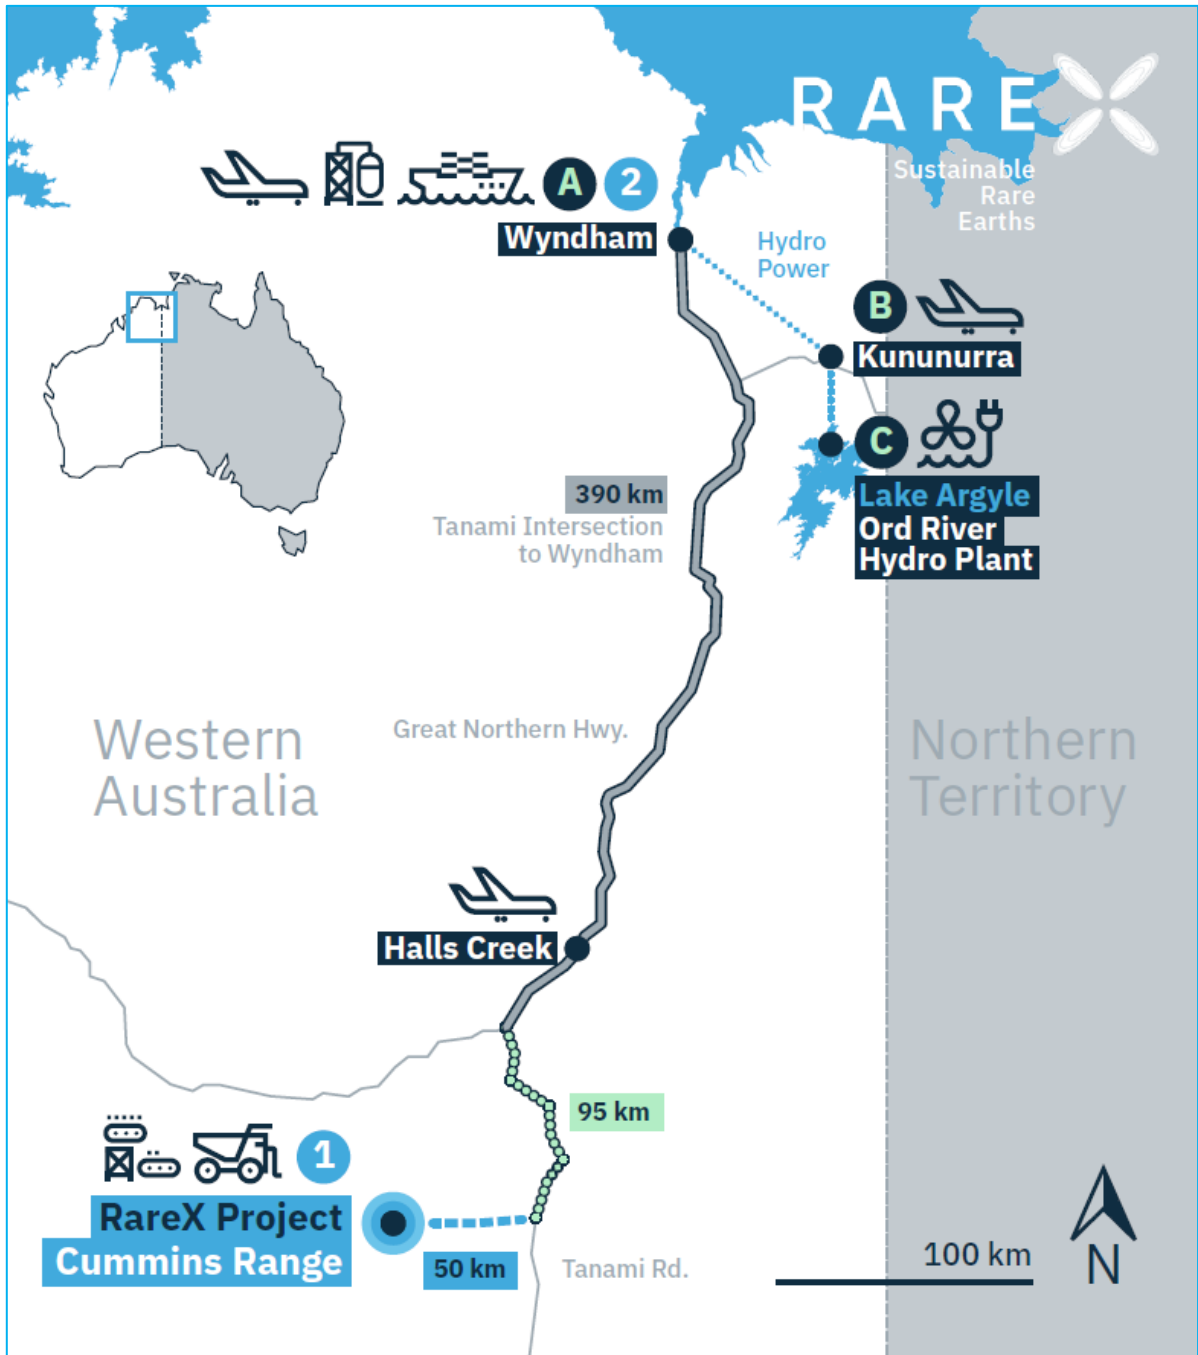 RARE
Sustainable
Rare
Earths
A 2
Wyndham
Hydro
Power
B
Kununurra
C
Lake Argyle
Ord River
Hydro Plant
390 km
Tanami Intersection
to Wyndham
Western
Australia
Great Northern Hwy.
Northern
Territory
Halls Creek
95 km
1
RareX Project
Cummins Range
50 km
Tanami Rd.
100 km
N